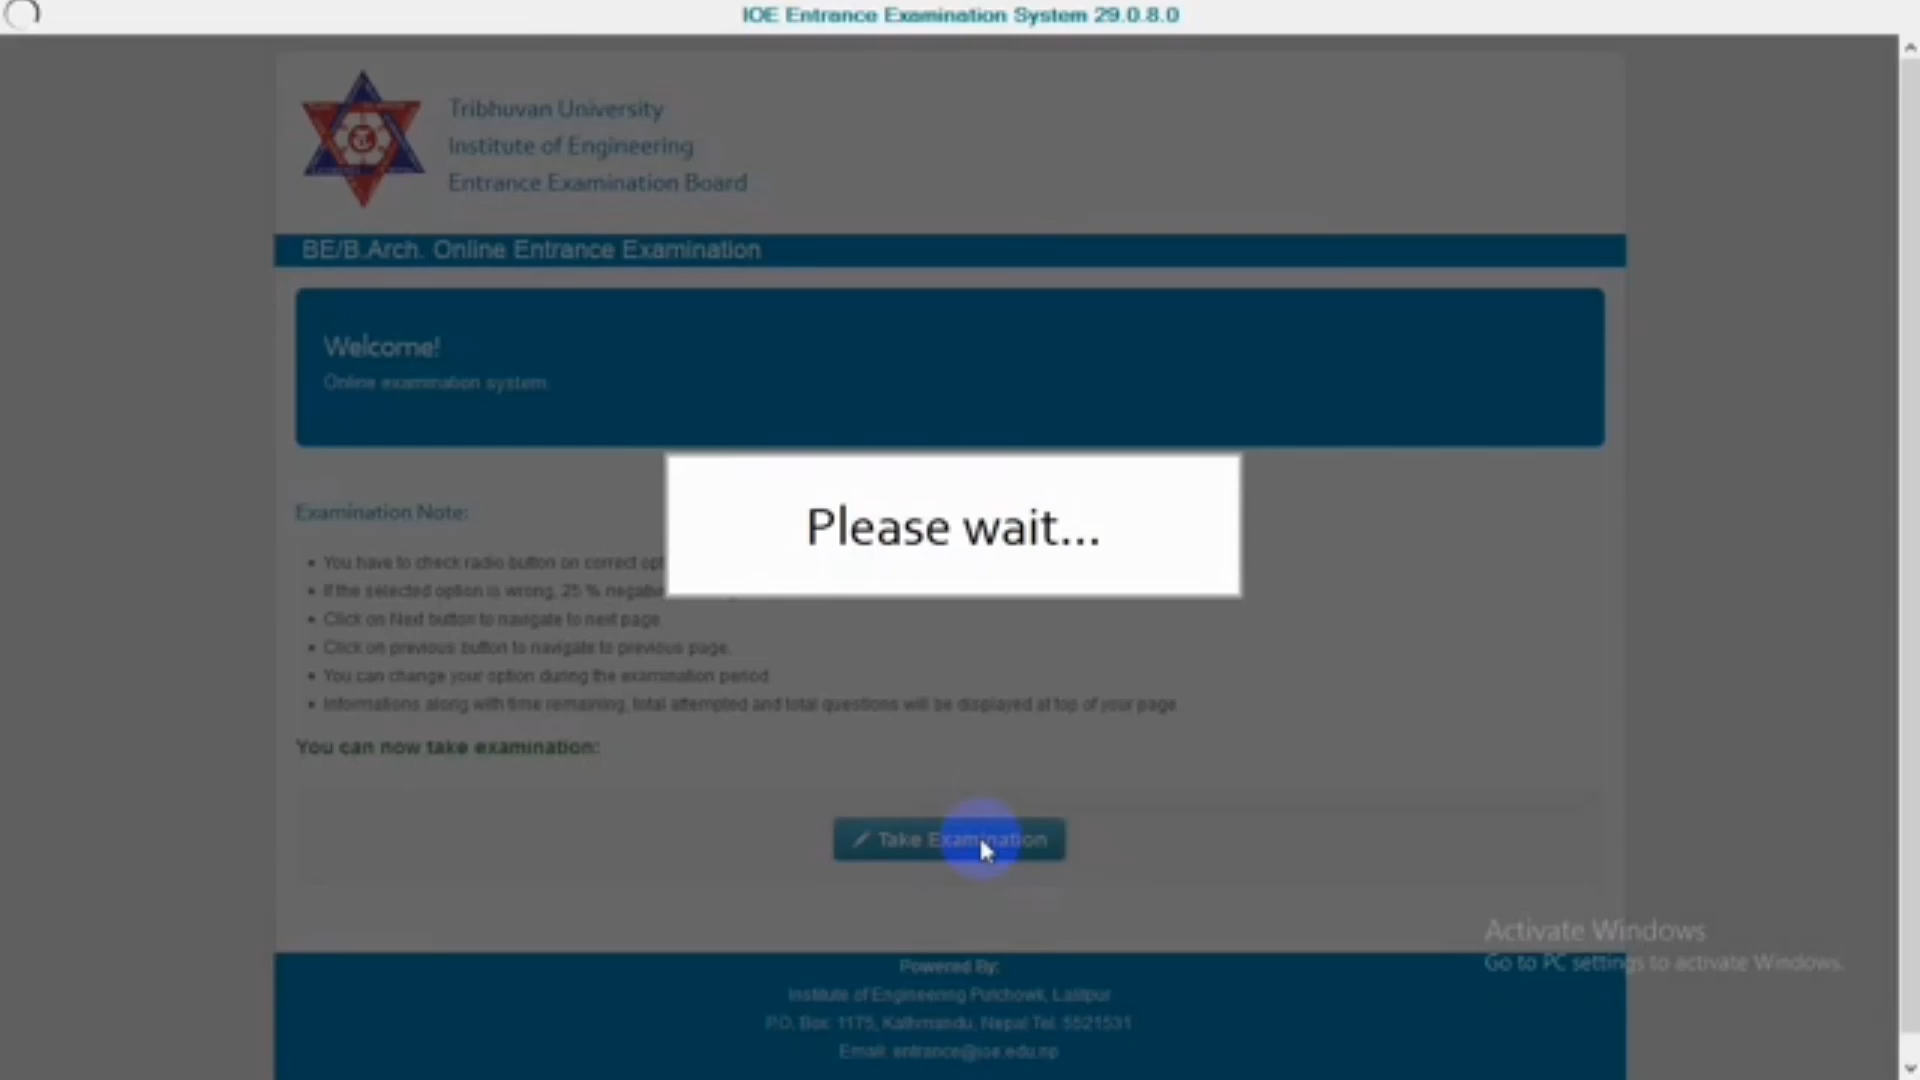 IOE Entrance Examination System 29.0.8.0
Tribhuvan University
Institute of Engineering
Entrance Examination Board
BE/B.Arch. Online Entrance Examination
Welcome!
Online examination system.
Please wait...
Examination Note:
You have to check radio button on correct opt
If the selected option is wrong, 25 % negativ
Click on Next button to navigate to next page
Click on previous button to navigate to previous page.
You can change your option during the examination period
Informations along with time remaining, total attempted and total questions will be displayed at top of your page
You can now take examination:
Take Examination
Activate Windows
Go to PC settings to activate Windows.
Powered By:
Institute of Engineering Pulchowk, Lalitpur
P.O. Box: 1175, Kathmandu, Nepal Tel: 5521531
Email: entrance@ioe.edu.np